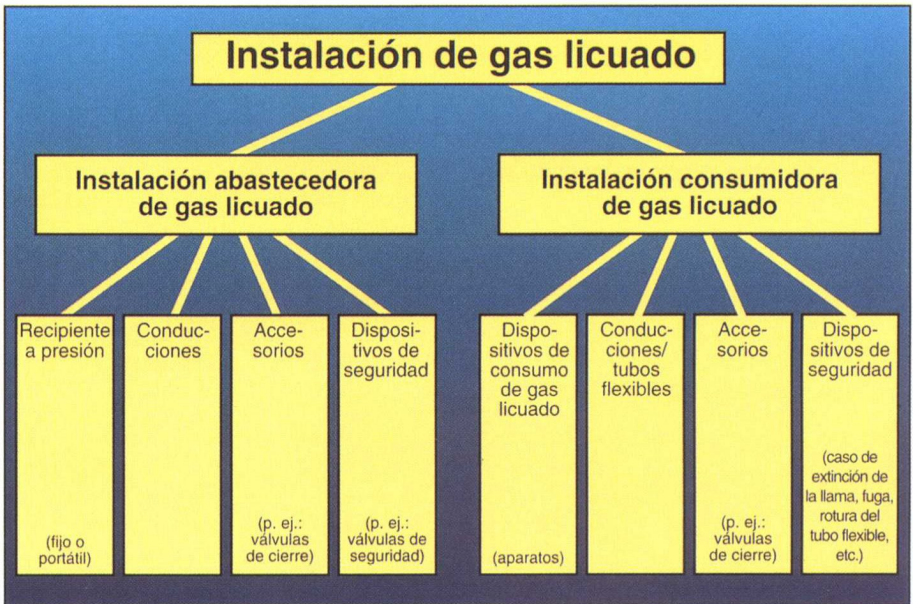 Instalación de gas licuado
Instalación abastecedora
de gas licuado
Instalación consumidora
de gas licuado
Recipiente
a presión
(fijo o
portátil)
Conduc-
ciones
Acce-
sorios
(p. ej.:
válvulas
de cierre)
Disposi-
tivos de
seguridad
(p. ej.:
válvulas de
seguridad)
Dispo-
sitivos de
consumo
de gas
licuado
(aparatos)
Conduc-
ciones/
tubos
flexibles
Acce-
sorios
(p. ej.:
válvulas
de cierre)
Dispo-
sitivos de
seguridad
(caso de
extinción de
la llama, fuga,
rotura del
tubo flexible,
etc.)